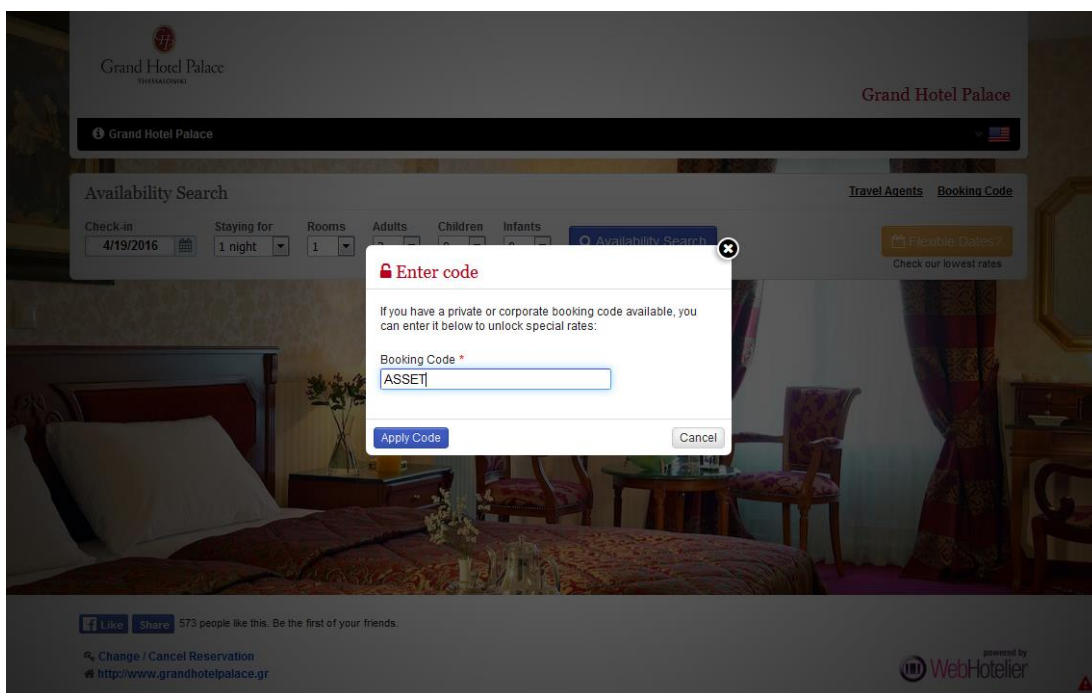 Grand Hotel Palace
THESSALONIKI
Grand Hotel Palace
Grand Hotel Palace
Availability Search
Travel Agents Booking Code
Check-in Staying for Rooms Adults Children Infants
4/19/2016 1 night 1 Availability Search
Flexible Dates?
Check our lowest rates
Enter code
If you have a private or corporate booking code available, you
can enter it below to unlock special rates:
Booking Code *
ASSET
Apply Code Cancel
Like Share 573 people like this. Be the first of your friends.
Change / Cancel Reservation
http://www.grandhotelpalace.gr
powered by
WebHotelier